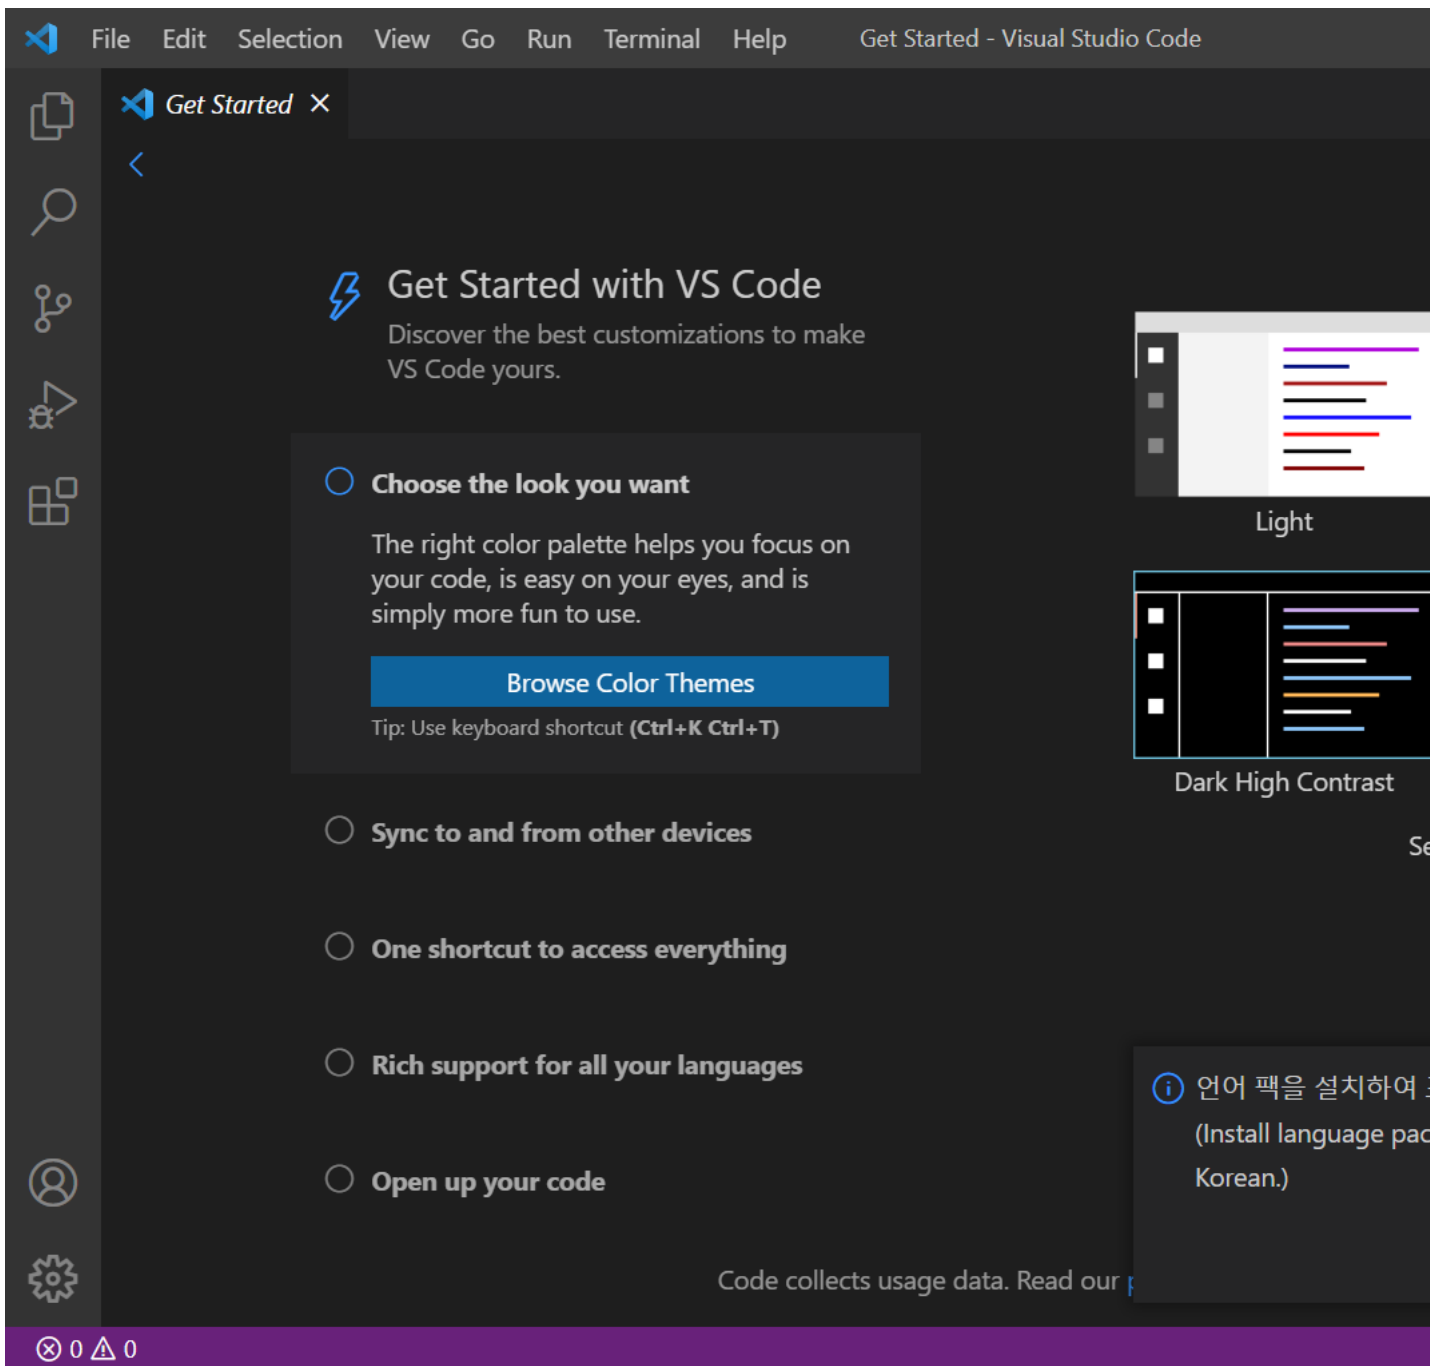 File Edit Selection View Go Run Terminal Help Get Started - Visual Studio Code
Get Started
Get Started with VS Code
Discover the best customizations to make
VS Code yours.
Choose the look you want
The right color palette helps you focus on
your code, is easy on your eyes, and is
simply more fun to use.
Browse Color Themes
Tip: Use keyboard shortcut (Ctrl+K Ctrl+T)
Sync to and from other devices
One shortcut to access everything
Rich support for all your languages
Open up your code
Light
Dark High Contrast
언어 팩을 설치하여
(Install language pac
Korean.)
Code collects usage data. Read our
0 0